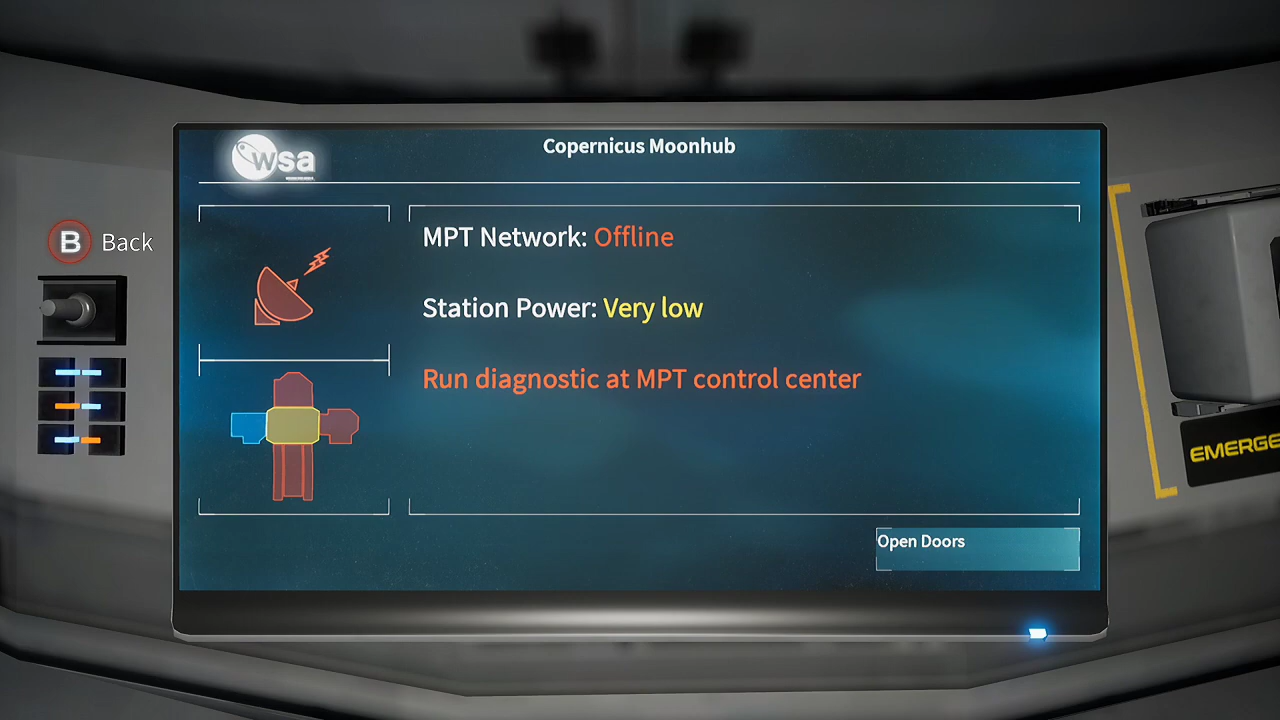 wsa
Copernicus Moonhub
B Back
MPT Network: Offline
Station Power: Very low
Run diagnostic at MPT control center
Open Doors
EMERGE